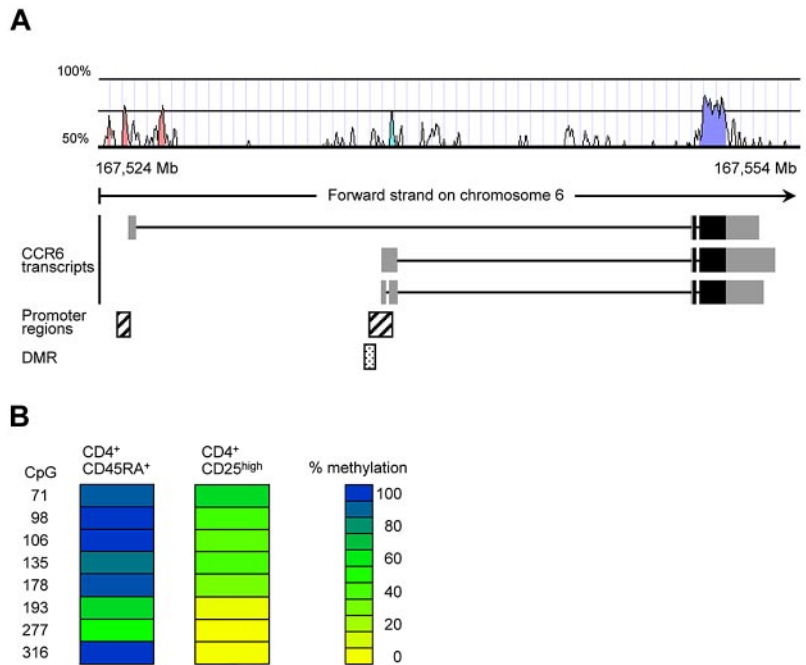 A
100%
50%
167,524 Mb
167,554 Mb
Forward strand on chromosome 6
CCR6
transcripts
Promoter
regions
DMR
B
CpG
CD4⁺
CD45RA⁺
CD4⁺
CD25ʰⁱᵍʰ
% methylation
71
98
106
135
178
193
277
316
100
80
60
40
20
0